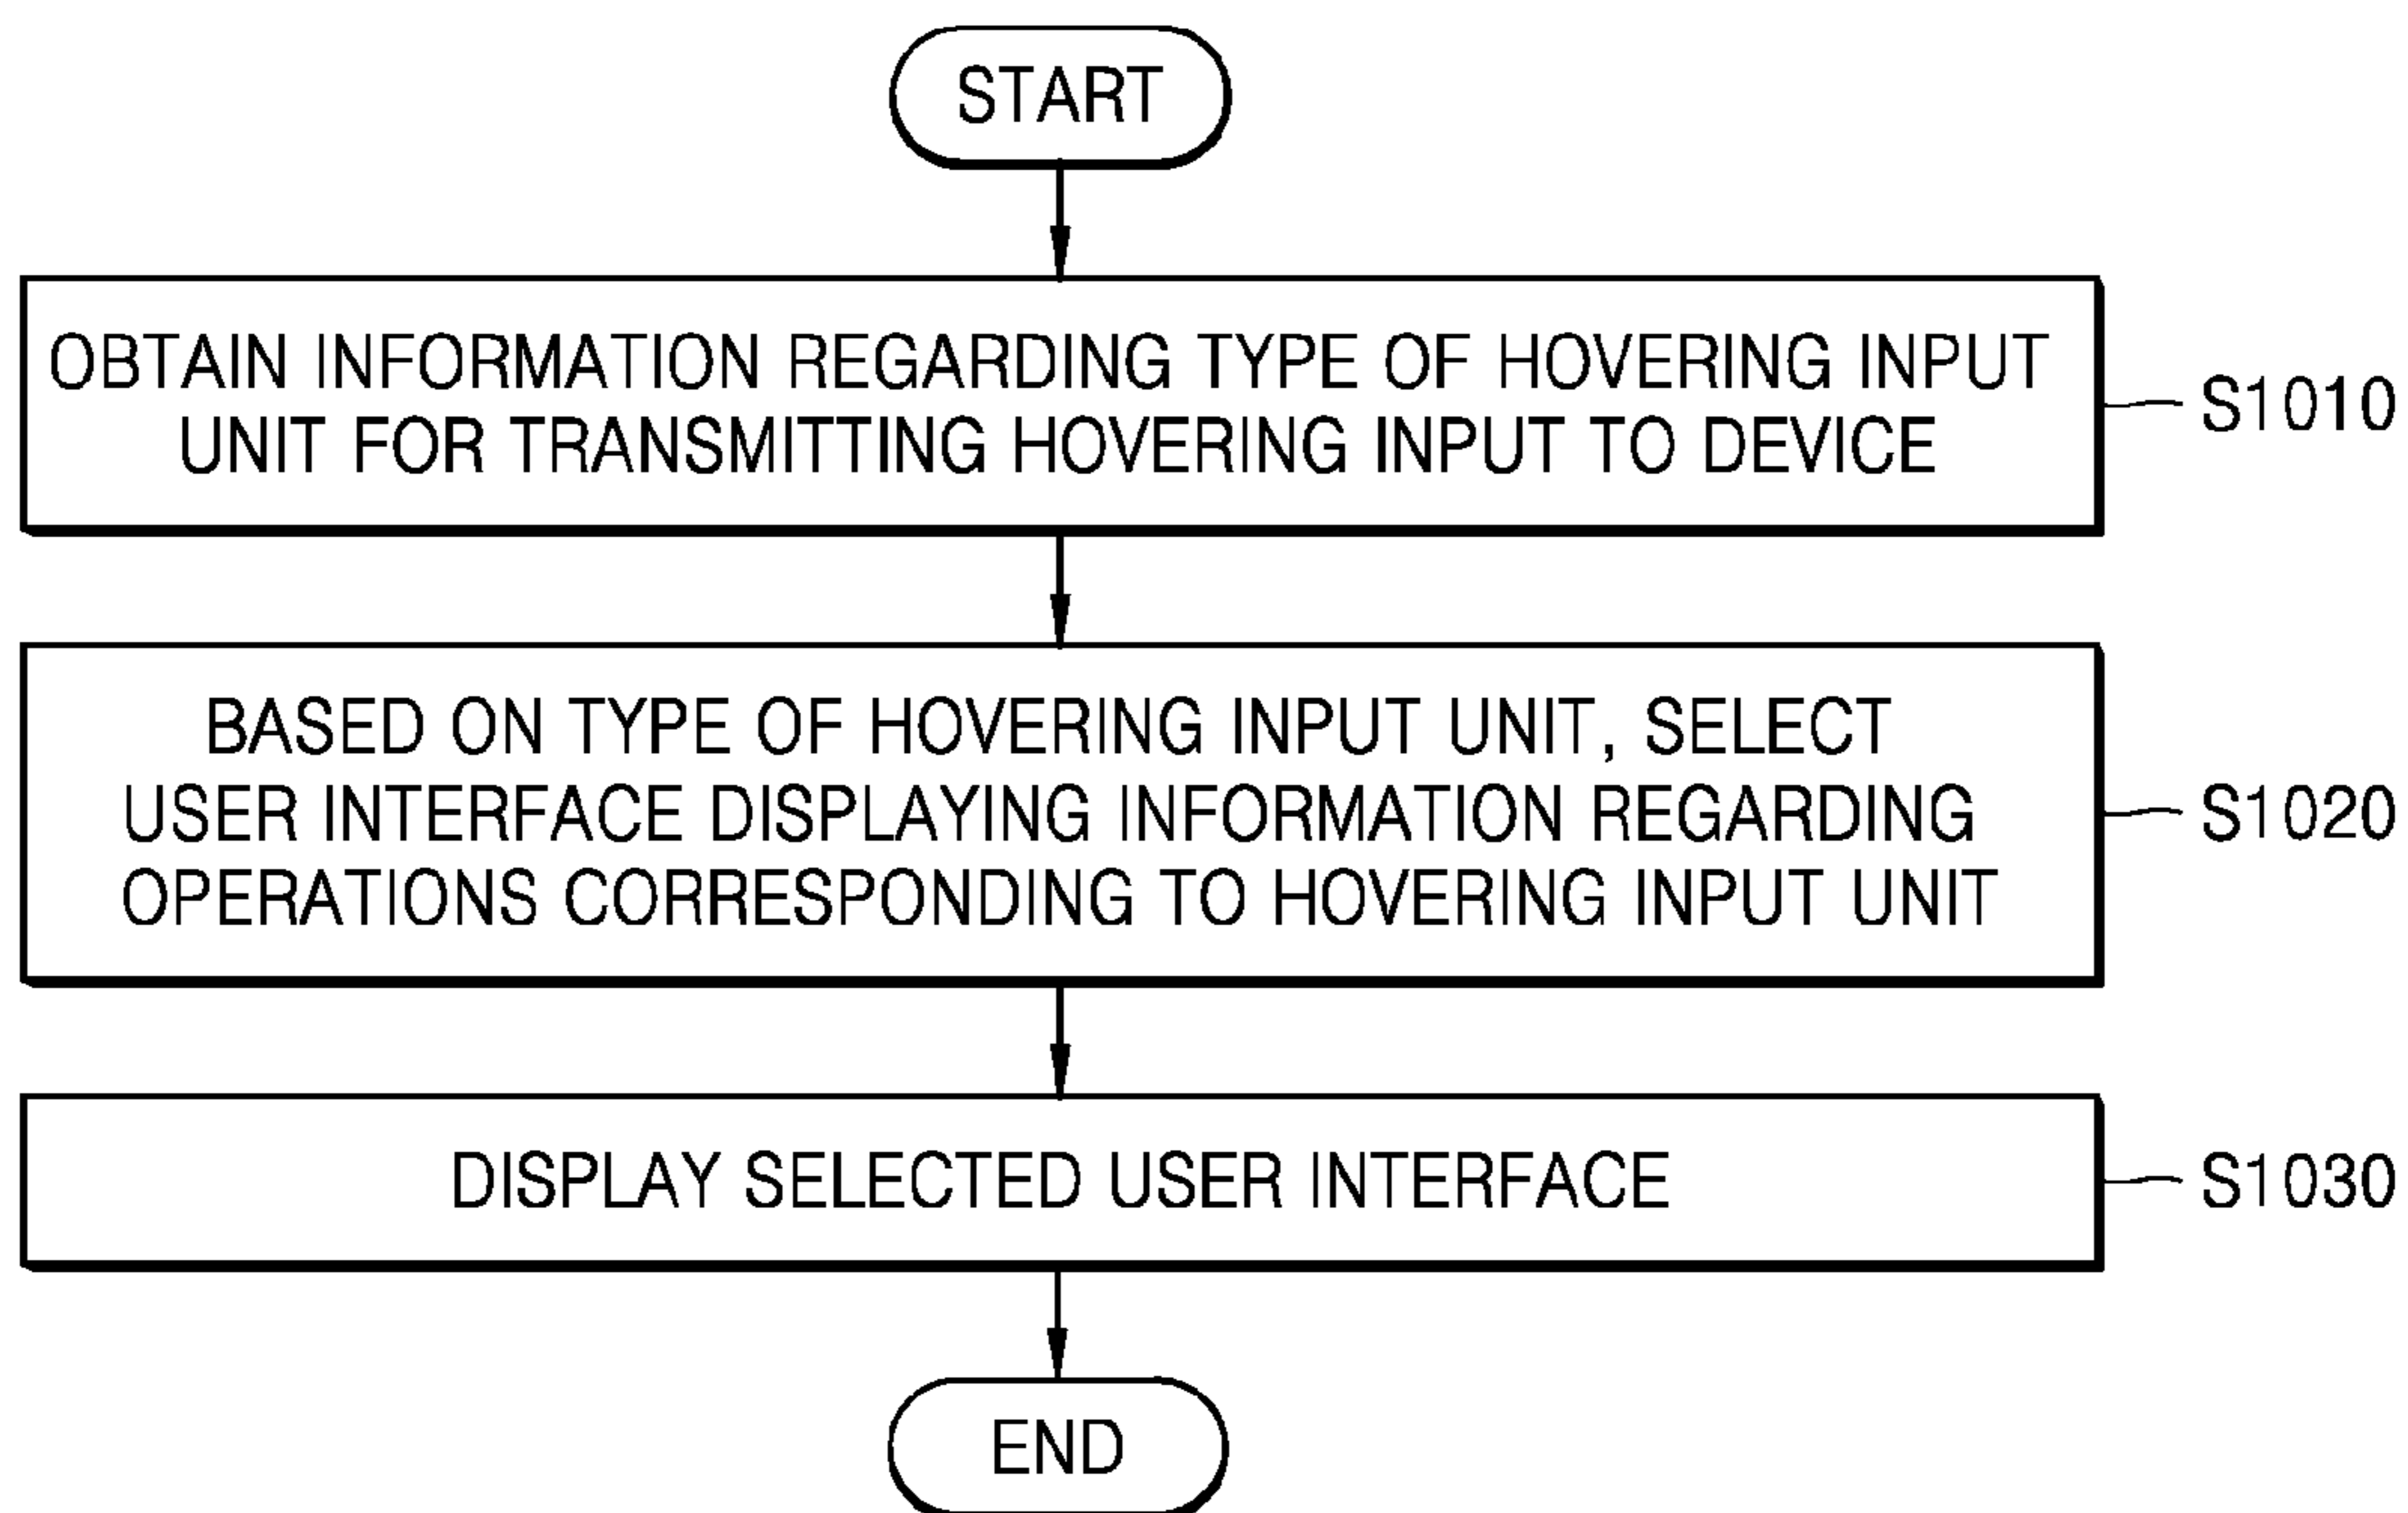 START
OBTAIN INFORMATION REGARDING TYPE OF HOVERING INPUT
UNIT FOR TRANSMITTING HOVERING INPUT TO DEVICE
S1010
BASED ON TYPE OF HOVERING INPUT UNIT, SELECT
USER INTERFACE DISPLAYING INFORMATION REGARDING
OPERATIONS CORRESPONDING TO HOVERING INPUT UNIT
S1020
DISPLAY SELECTED USER INTERFACE
S1030
END